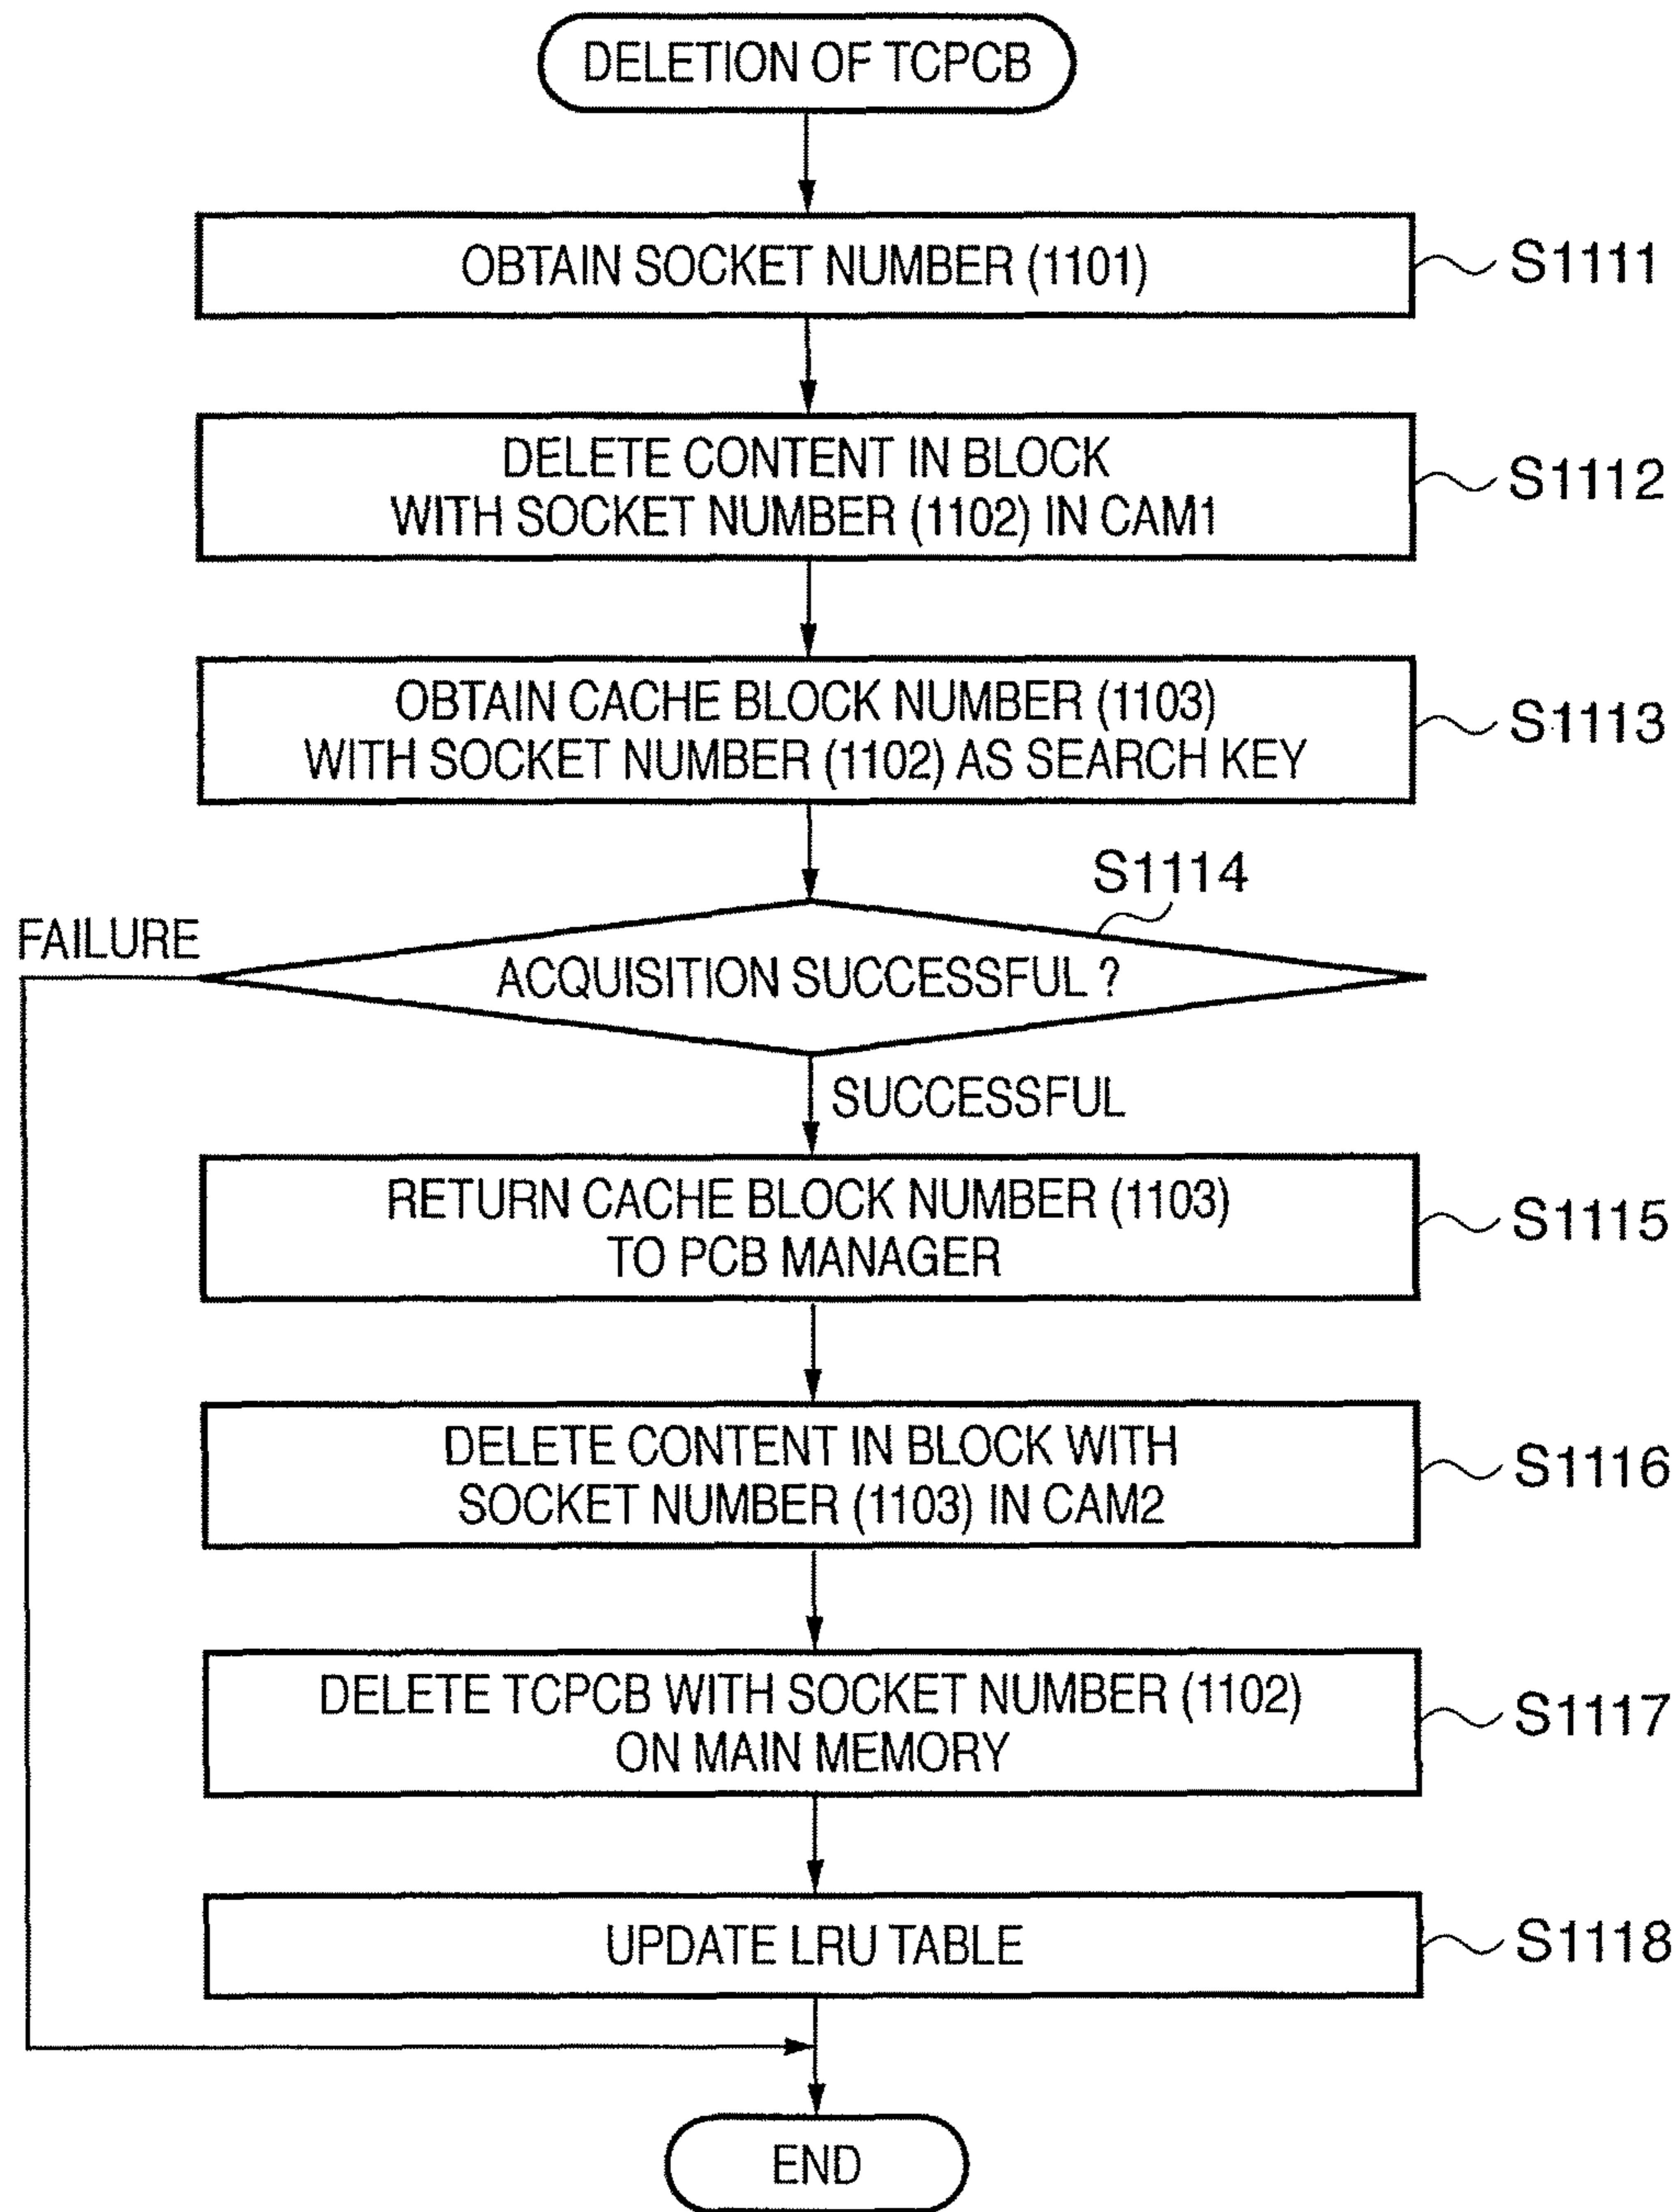 DELETION OF TCPCB
OBTAIN SOCKET NUMBER (1101)
S1111
DELETE CONTENT IN BLOCK
WITH SOCKET NUMBER (1102) IN CAM1
S1112
OBTAIN CACHE BLOCK NUMBER (1103)
WITH SOCKET NUMBER (1102) AS SEARCH KEY
S1113
S1114
FAILURE
ACQUISITION SUCCESSFUL ?
SUCCESSFUL
RETURN CACHE BLOCK NUMBER (1103)
TO PCB MANAGER
S1115
DELETE CONTENT IN BLOCK WITH
SOCKET NUMBER (1103) IN CAM2
S1116
DELETE TCPCB WITH SOCKET NUMBER (1102)
ON MAIN MEMORY
S1117
UPDATE LRU TABLE
S1118
END